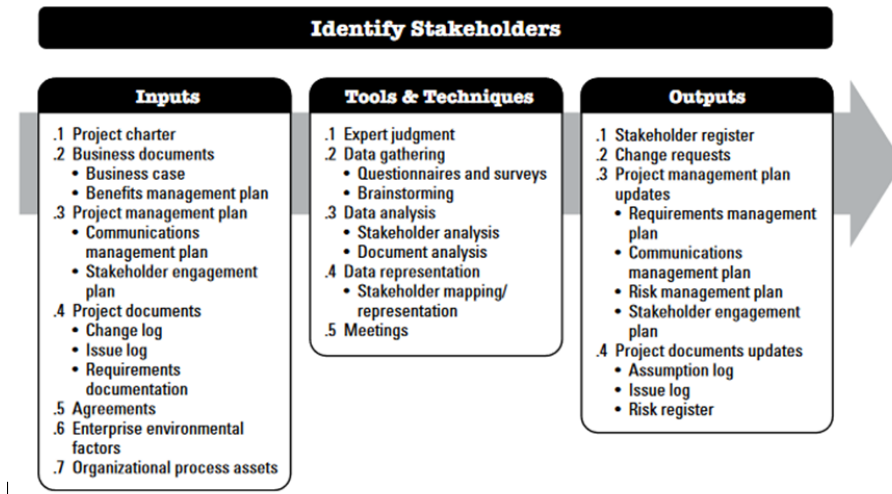 Identify Stakeholders
Inputs
.1 Project charter
.2 Business documents
• Business case
• Benefits management plan
.3 Project management plan
• Communications
management plan
• Stakeholder engagement
plan
.4 Project documents
• Change log
• Issue log
• Requirements
documentation
.5 Agreements
.6 Enterprise environmental
factors
.7 Organizational process assets
Tools & Techniques
.1 Expert judgment
.2 Data gathering
• Questionnaires and surveys
• Brainstorming
.3 Data analysis
• Stakeholder analysis
• Document analysis
.4 Data representation
• Stakeholder mapping/
representation
.5 Meetings
Outputs
.1 Stakeholder register
.2 Change requests
.3 Project management plan
updates
• Requirements management
plan
• Communications
management plan
• Risk management plan
• Stakeholder engagement
plan
.4 Project documents updates
• Assumption log
• Issue log
• Risk register